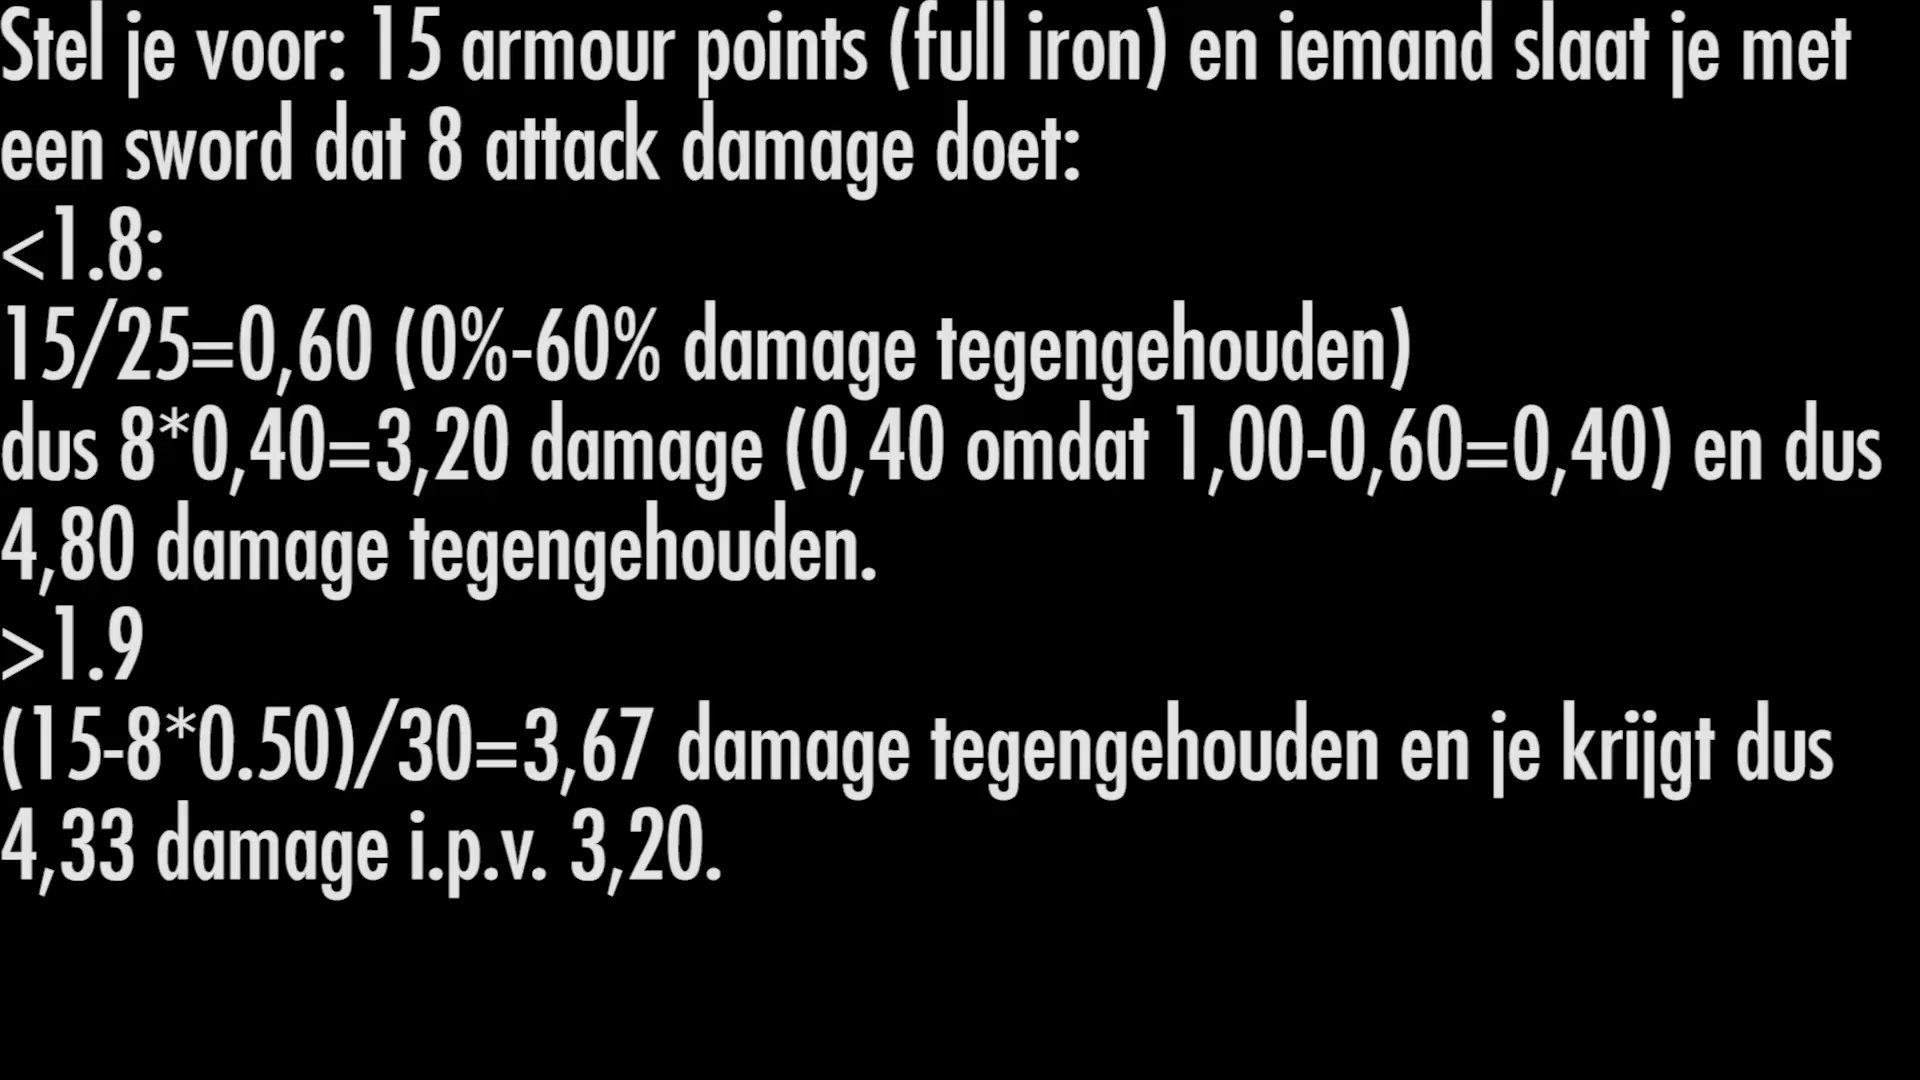 Stel je voor: 15 armour points (full iron) en iemand slaat je met
een sword dat 8 attack damage doet:
<1.8:
15/25=0,60 (0%-60% damage tegengehouden)
dus 8*0,40=3,20 damage (0,40 omdat 1,00-0,60=0,40) en dus
4,80 damage tegengehouden.
>1.9
(15-8*0.50)/30=3,67 damage tegengehouden en je krijgt dus
4,33 damage i.p.v. 3,20.